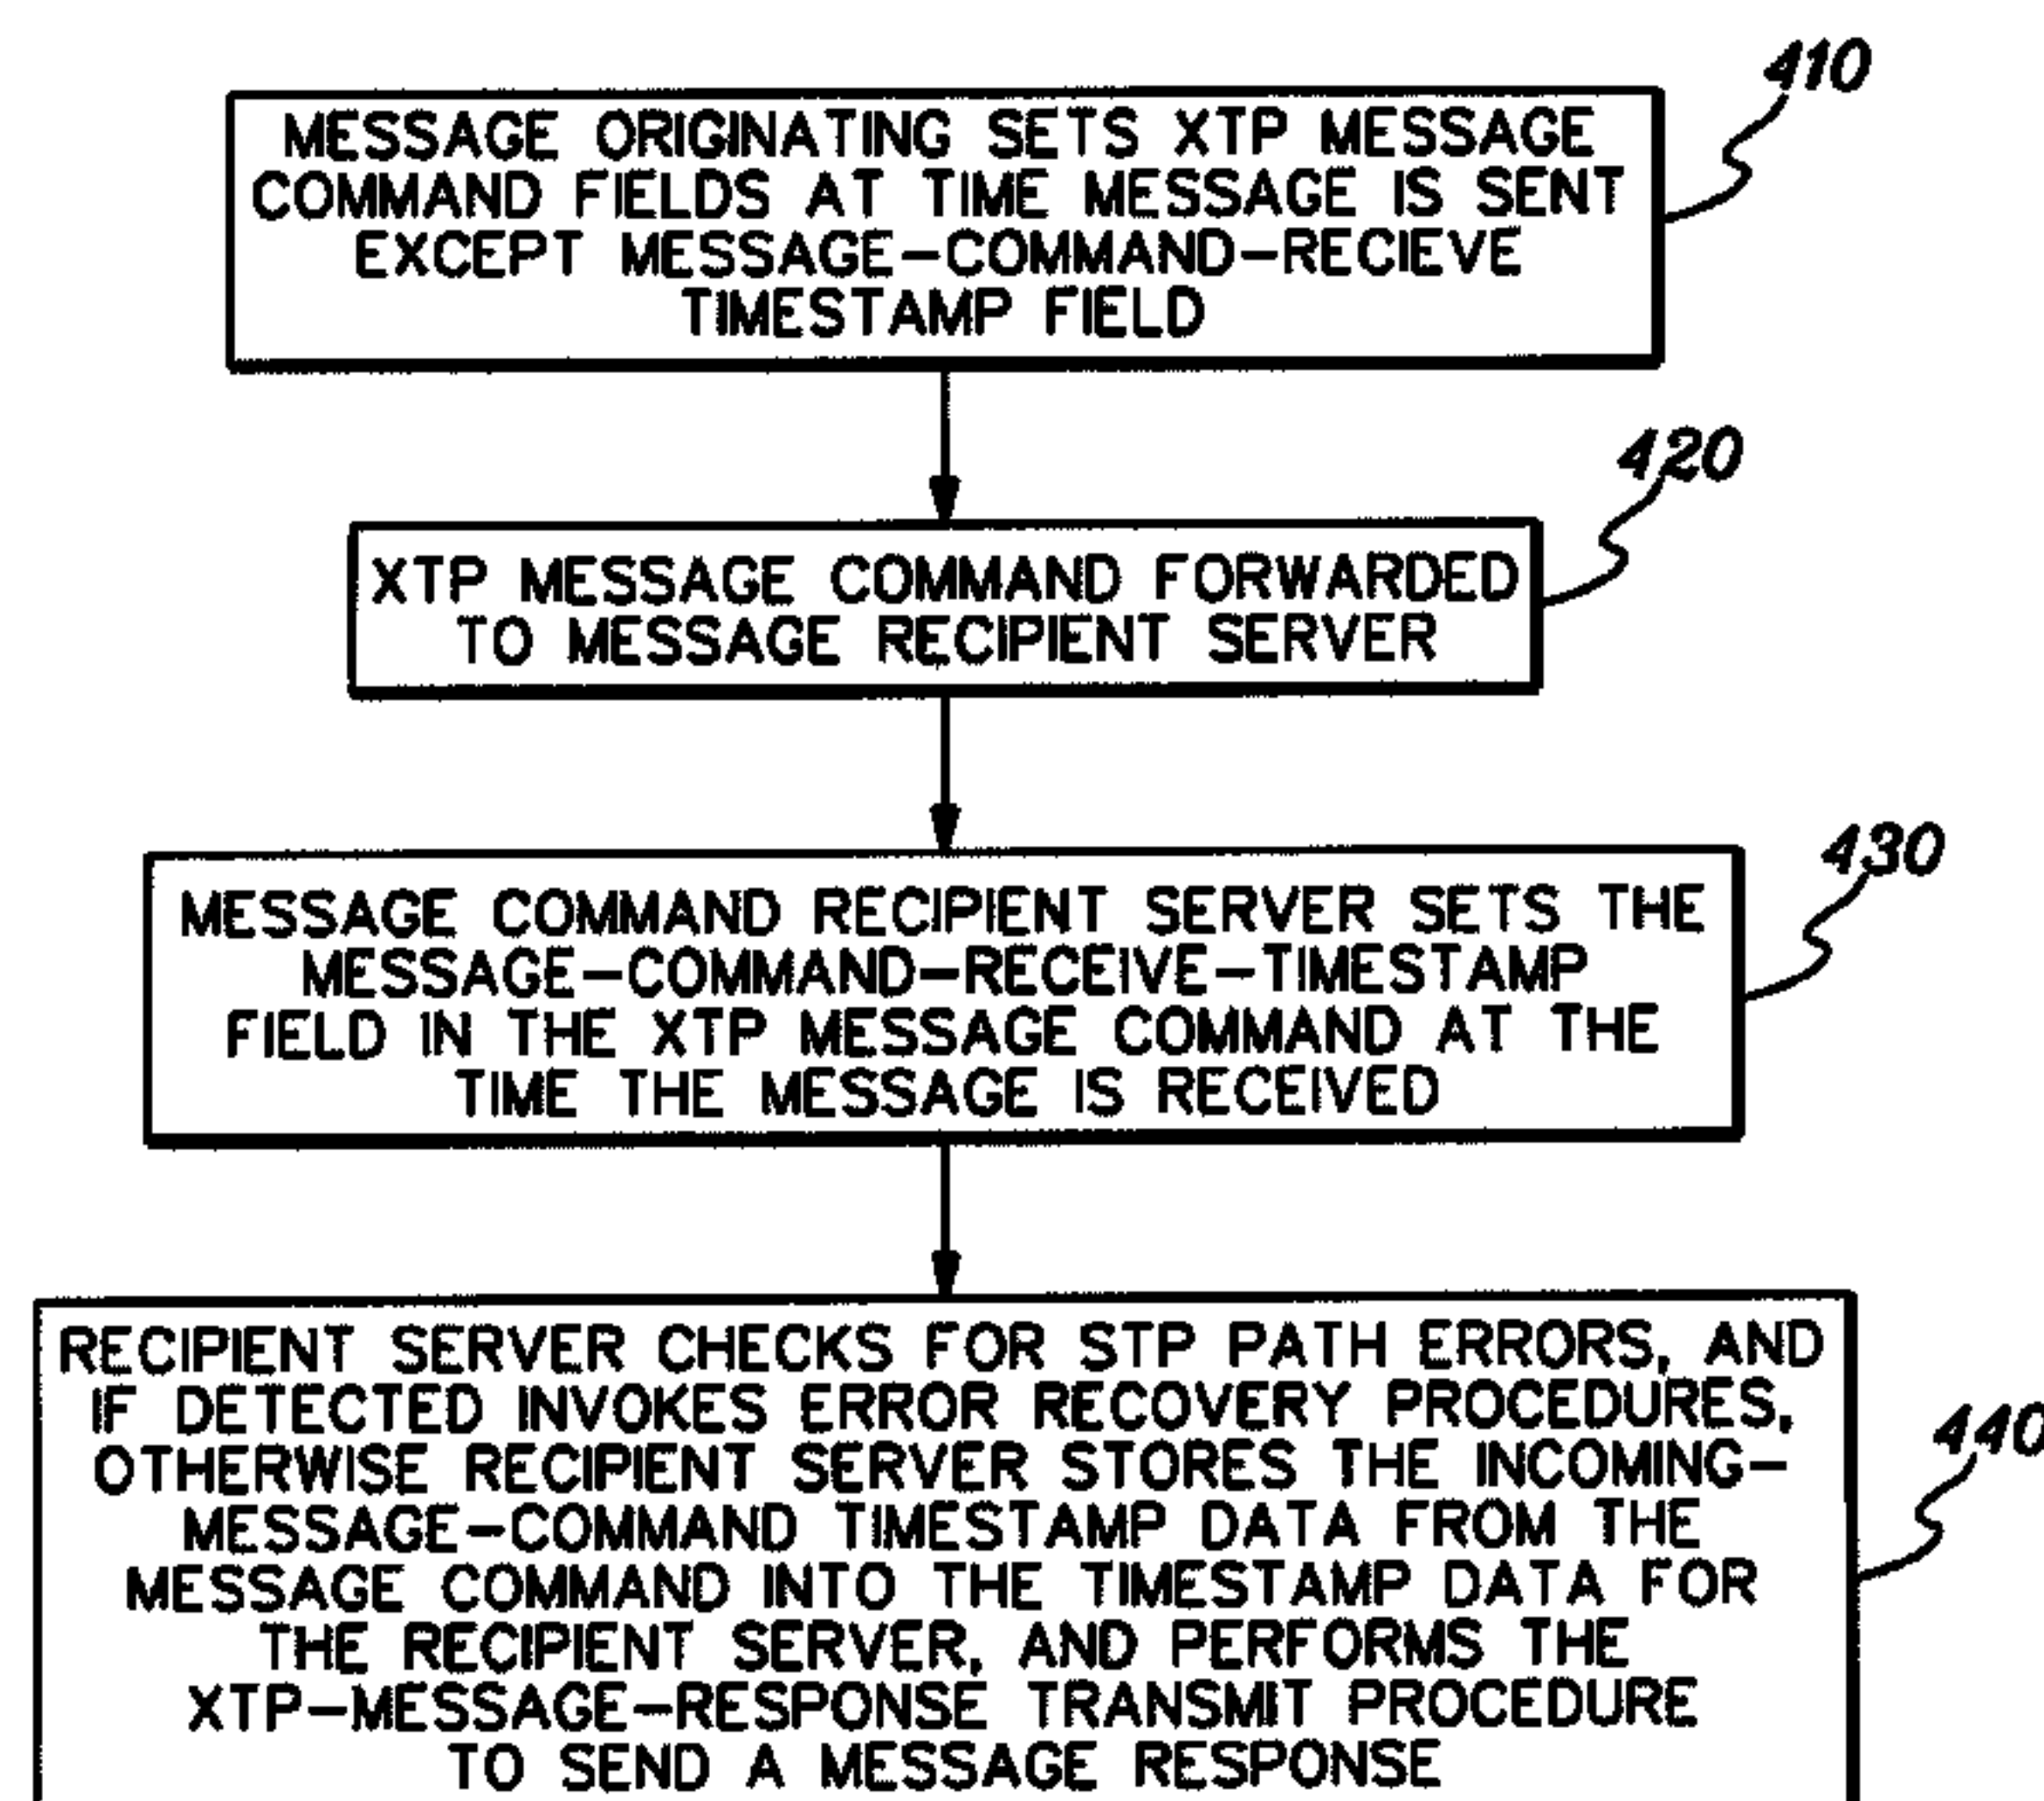 410
MESSAGE ORIGINATING SETS XTP MESSAGE
COMMAND FIELDS AT TIME MESSAGE IS SENT
EXCEPT MESSAGE-COMMAND-RECIEVE
TIMESTAMP FIELD
420
XTP MESSAGE COMMAND FORWARDED
TO MESSAGE RECIPIENT SERVER
430
MESSAGE COMMAND RECIPIENT SERVER SETS THE
MESSAGE-COMMAND-RECEIVE-TIMESTAMP
FIELD IN THE XTP MESSAGE COMMAND AT THE
TIME THE MESSAGE IS RECEIVED
440
RECIPIENT SERVER CHECKS FOR STP PATH ERRORS, AND
IF DETECTED INVOKES ERROR RECOVERY PROCEDURES,
OTHERWISE RECIPIENT SERVER STORES THE INCOMING-
MESSAGE-COMMAND TIMESTAMP DATA FROM THE
MESSAGE COMMAND INTO THE TIMESTAMP DATA FOR
THE RECIPIENT SERVER, AND PERFORMS THE
XTP-MESSAGE-RESPONSE TRANSMIT PROCEDURE
TO SEND A MESSAGE RESPONSE